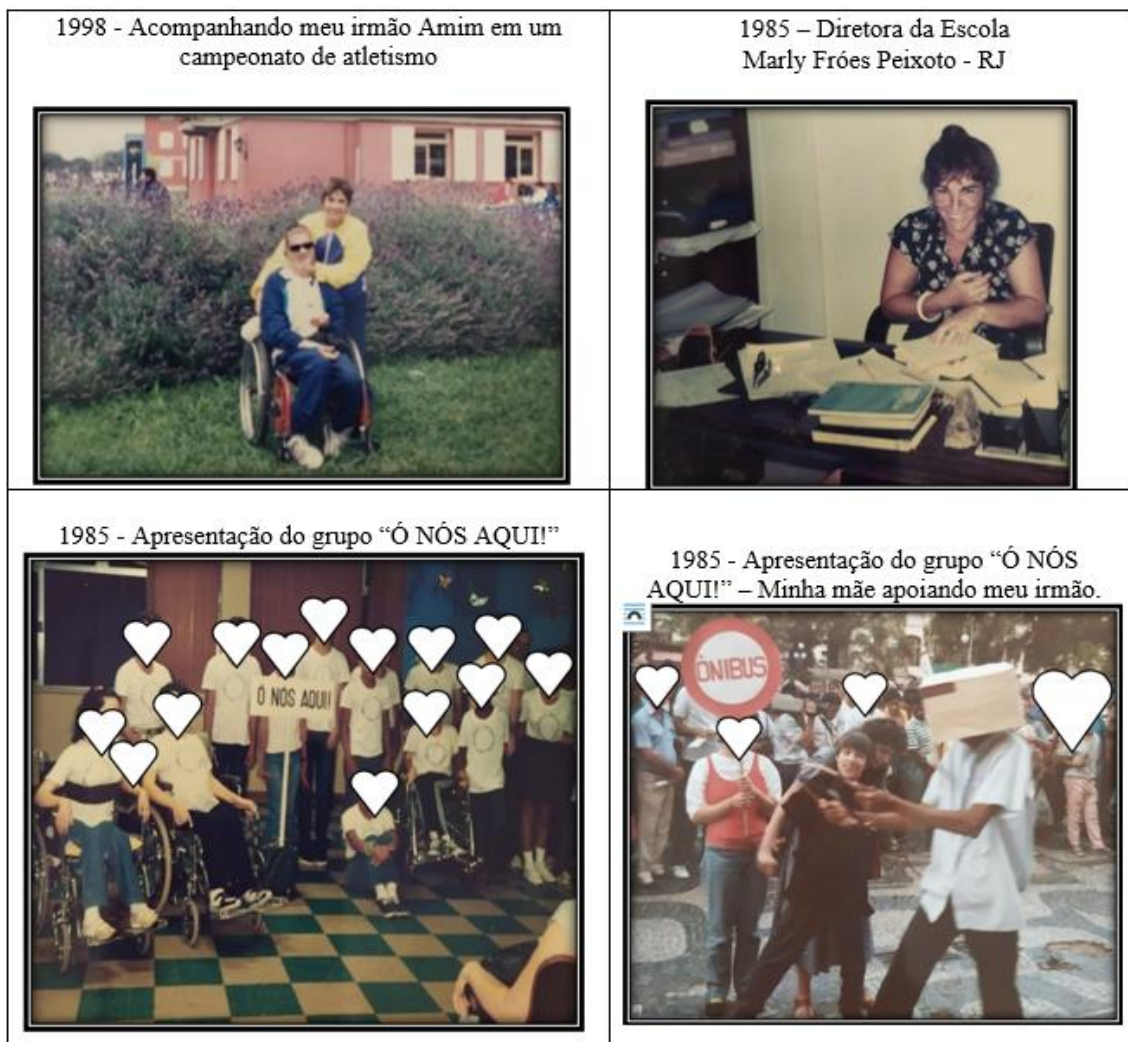 1998 - Acompanhando meu irmão Amim em um
campeonato de atletismo
1985 – Diretora da Escola
Marly Fróes Peixoto - RJ
1985 - Apresentação do grupo “Ó NÓS AQUI!”
Ó NOS AQUI!
1985 - Apresentação do grupo “Ó NÓS
AQUI!” – Minha mãe apoiando meu irmão.
ÔNIBUS